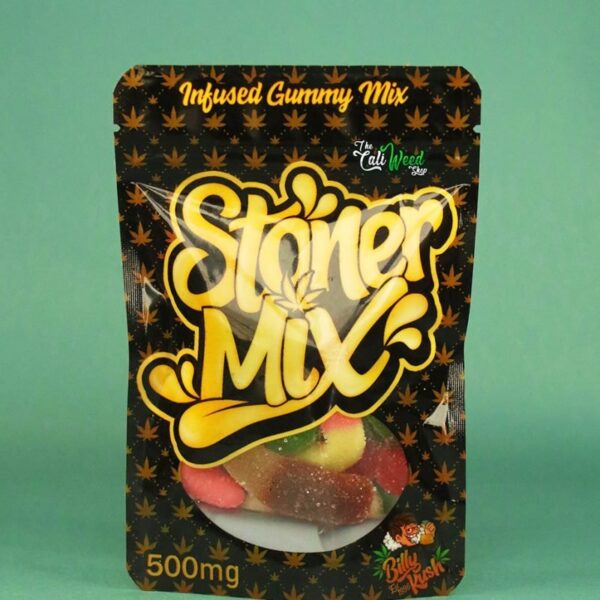 Infused Gummy Mix
The
Cali Weed
Shop
Stoner
Mix
500mg
Billy
Kush